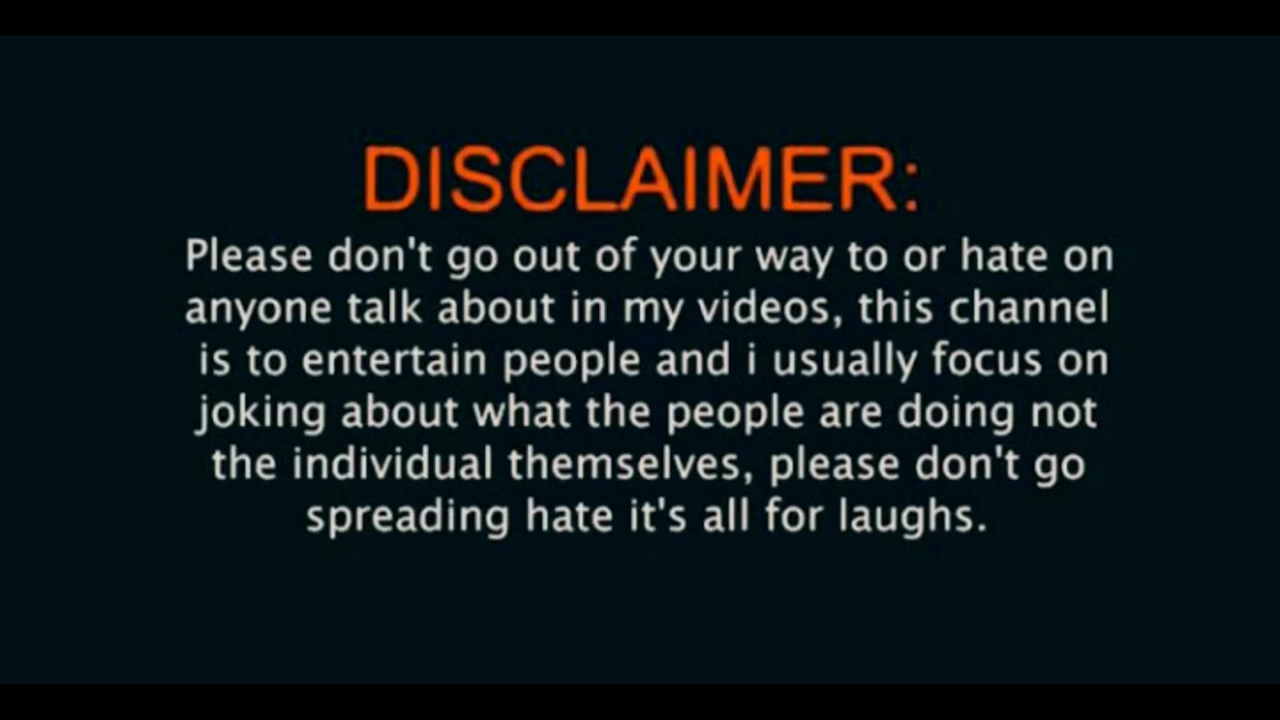 DISCLAIMER:
Please don't go out of your way to or hate on
anyone talk about in my videos, this channel
is to entertain people and i usually focus on
joking about what the people are doing not
the individual themselves, please don't go
spreading hate it's all for laughs.